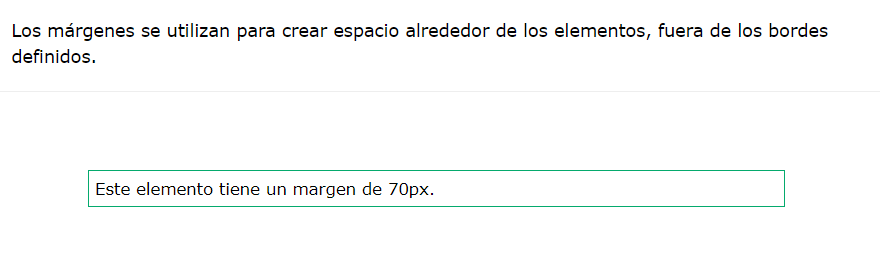 Los márgenes se utilizan para crear espacio alrededor de los elementos, fuera de los bordes
definidos.
Este elemento tiene un margen de 70px.